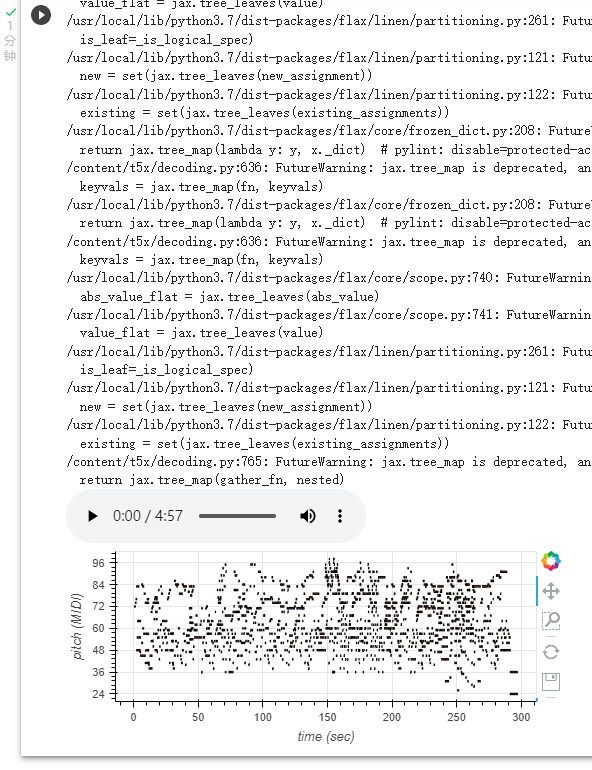 value_flat = jax.tree_leaves(value)
/usr/local/lib/python3.7/dist-packages/flax/linen/partitioning.py:261: Futur
is_leaf=_is_logical_spec)
/usr/local/lib/python3.7/dist-packages/flax/linen/partitioning.py:121: Futur
new = set(jax.tree_leaves(new_assignment))
/usr/local/lib/python3.7/dist-packages/flax/linen/partitioning.py:122: Futur
existing = set(jax.tree_leaves(existing_assignments))
/usr/local/lib/python3.7/dist-packages/flax/core/frozen_dict.py:208: FutureW
return jax.tree_map(lambda y: y, x._dict)  # pylint: disable=protected-ac
/content/t5x/decoding.py:636: FutureWarning: jax.tree_map is deprecated, an
keyvals = jax.tree_map(fn, keyvals)
/usr/local/lib/python3.7/dist-packages/flax/core/frozen_dict.py:208: FutureW
return jax.tree_map(lambda y: y, x._dict)  # pylint: disable=protected-ac
/content/t5x/decoding.py:636: FutureWarning: jax.tree_map is deprecated, an
keyvals = jax.tree_map(fn, keyvals)
/usr/local/lib/python3.7/dist-packages/flax/core/scope.py:740: FutureWarnin
abs_value_flat = jax.tree_leaves(abs_value)
/usr/local/lib/python3.7/dist-packages/flax/core/scope.py:741: FutureWarnin
value_flat = jax.tree_leaves(value)
/usr/local/lib/python3.7/dist-packages/flax/linen/partitioning.py:261: Futur
is_leaf=_is_logical_spec)
/usr/local/lib/python3.7/dist-packages/flax/linen/partitioning.py:121: Futur
new = set(jax.tree_leaves(new_assignment))
/usr/local/lib/python3.7/dist-packages/flax/linen/partitioning.py:122: Futur
existing = set(jax.tree_leaves(existing_assignments))
/content/t5x/decoding.py:765: FutureWarning: jax.tree_map is deprecated, an
return jax.tree_map(gather_fn, nested)
1
分
钟
0:00 / 4:57
pitch (MIDI)
96
84
72
60
48
36
24
0 50 100 150 200 250 300
time (sec)